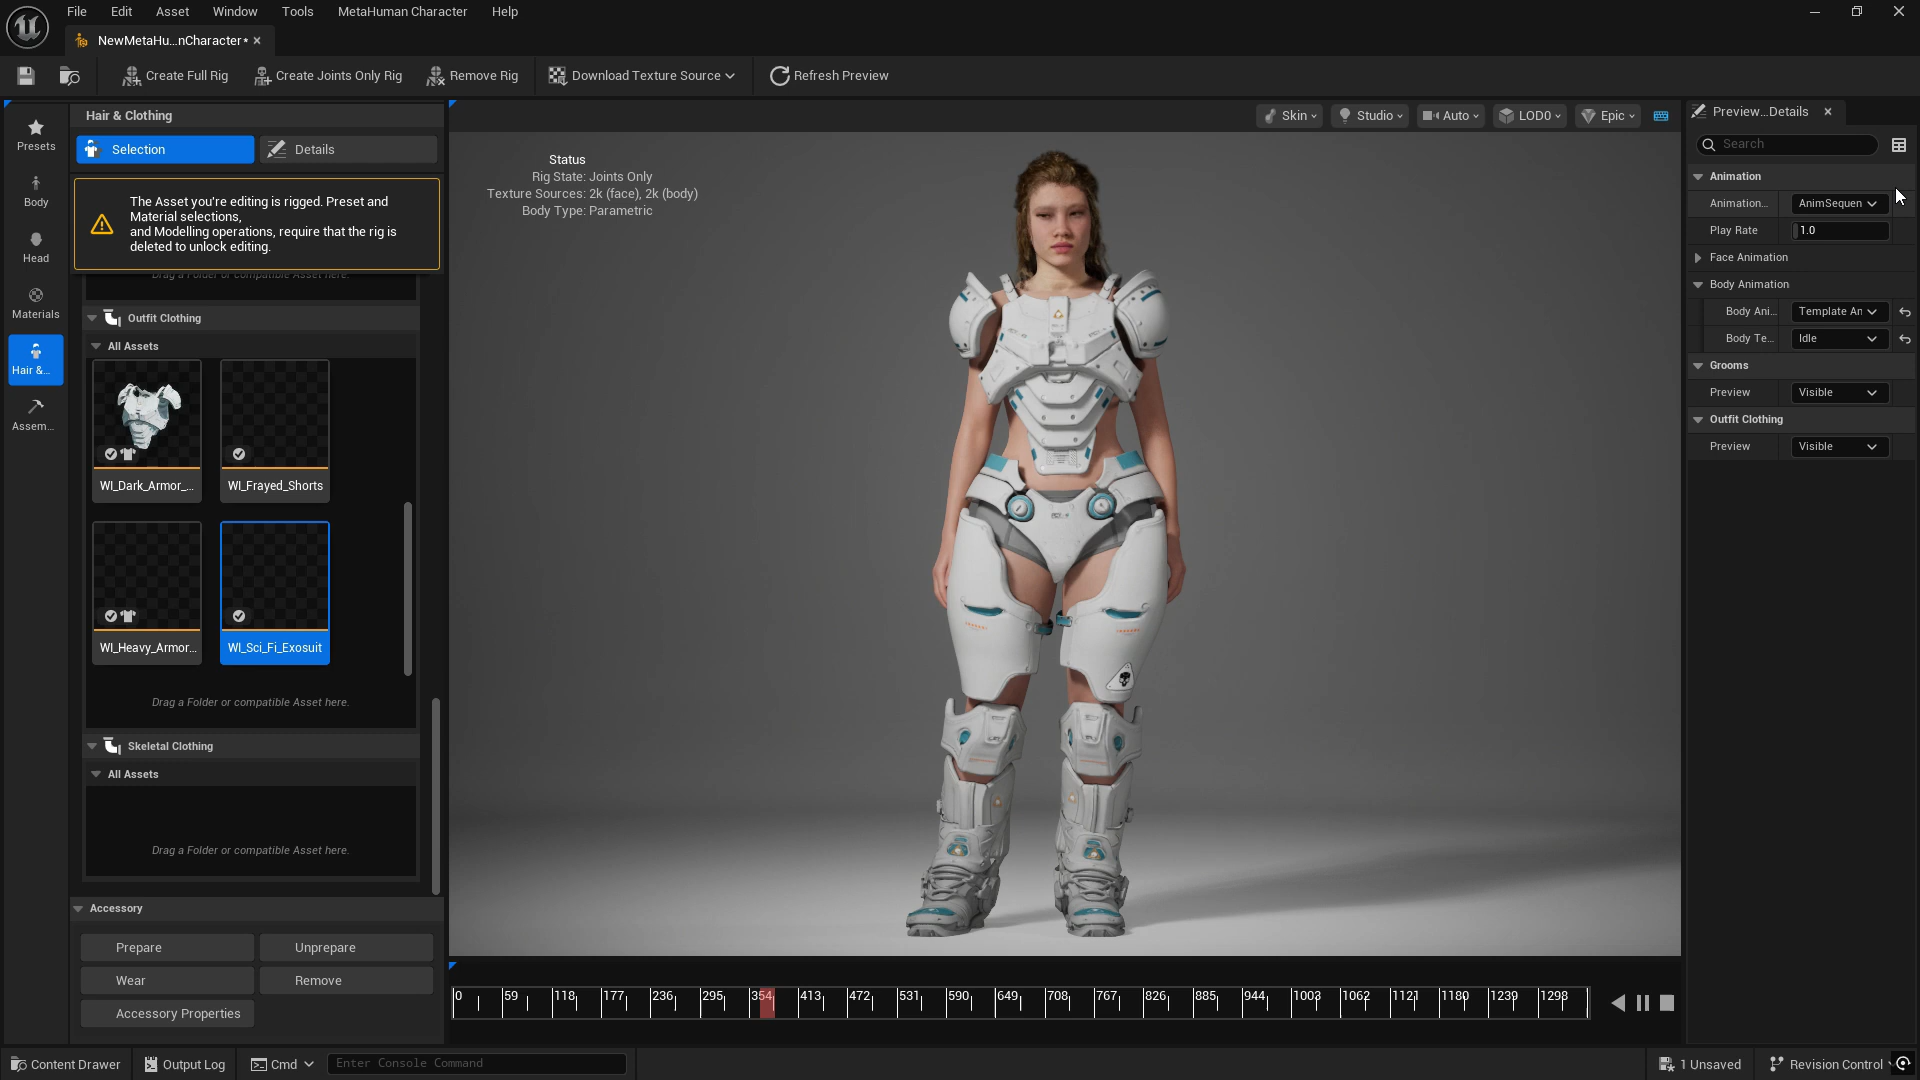 File Edit Asset Window Tools MetaHuman Character Help
NewMetaHu...nCharacter*
Create Full Rig Create Joints Only Rig Remove Rig Download Texture Source Refresh Preview
Presets
Body
Head
Materials
Hair &...
Assem...
Hair & Clothing
Selection Details
The Asset you're editing is rigged. Preset and
Material selections,
and Modelling operations, require that the rig is
deleted to unlock editing.
Drag a Folder or compatible Asset here.
Outfit Clothing
All Assets
WI_Dark_Armor_... WI_Frayed_Shorts
WI_Heavy_Armor... WI_Sci_Fi_Exosuit
Drag a Folder or compatible Asset here.
Skeletal Clothing
All Assets
Drag a Folder or compatible Asset here.
Accessory
Prepare Unprepare
Wear Remove
Accessory Properties
Skin Studio Auto LOD0 Epic
Status
Rig State: Joints Only
Texture Sources: 2k (face), 2k (body)
Body Type: Parametric
0 59 118 177 236 295 354 413 472 531 590 649 708 767 826 885 944 1003 1062 1121 1180 1239 1298
Preview...Details
Search
Animation
Animation... AnimSequen
Play Rate 1.0
Face Animation
Body Animation
Body Ani... Template An
Body Te... Idle
Grooms
Preview Visible
Outfit Clothing
Preview Visible
Content Drawer Output Log Cmd Enter Console Command 1 Unsaved Revision Control